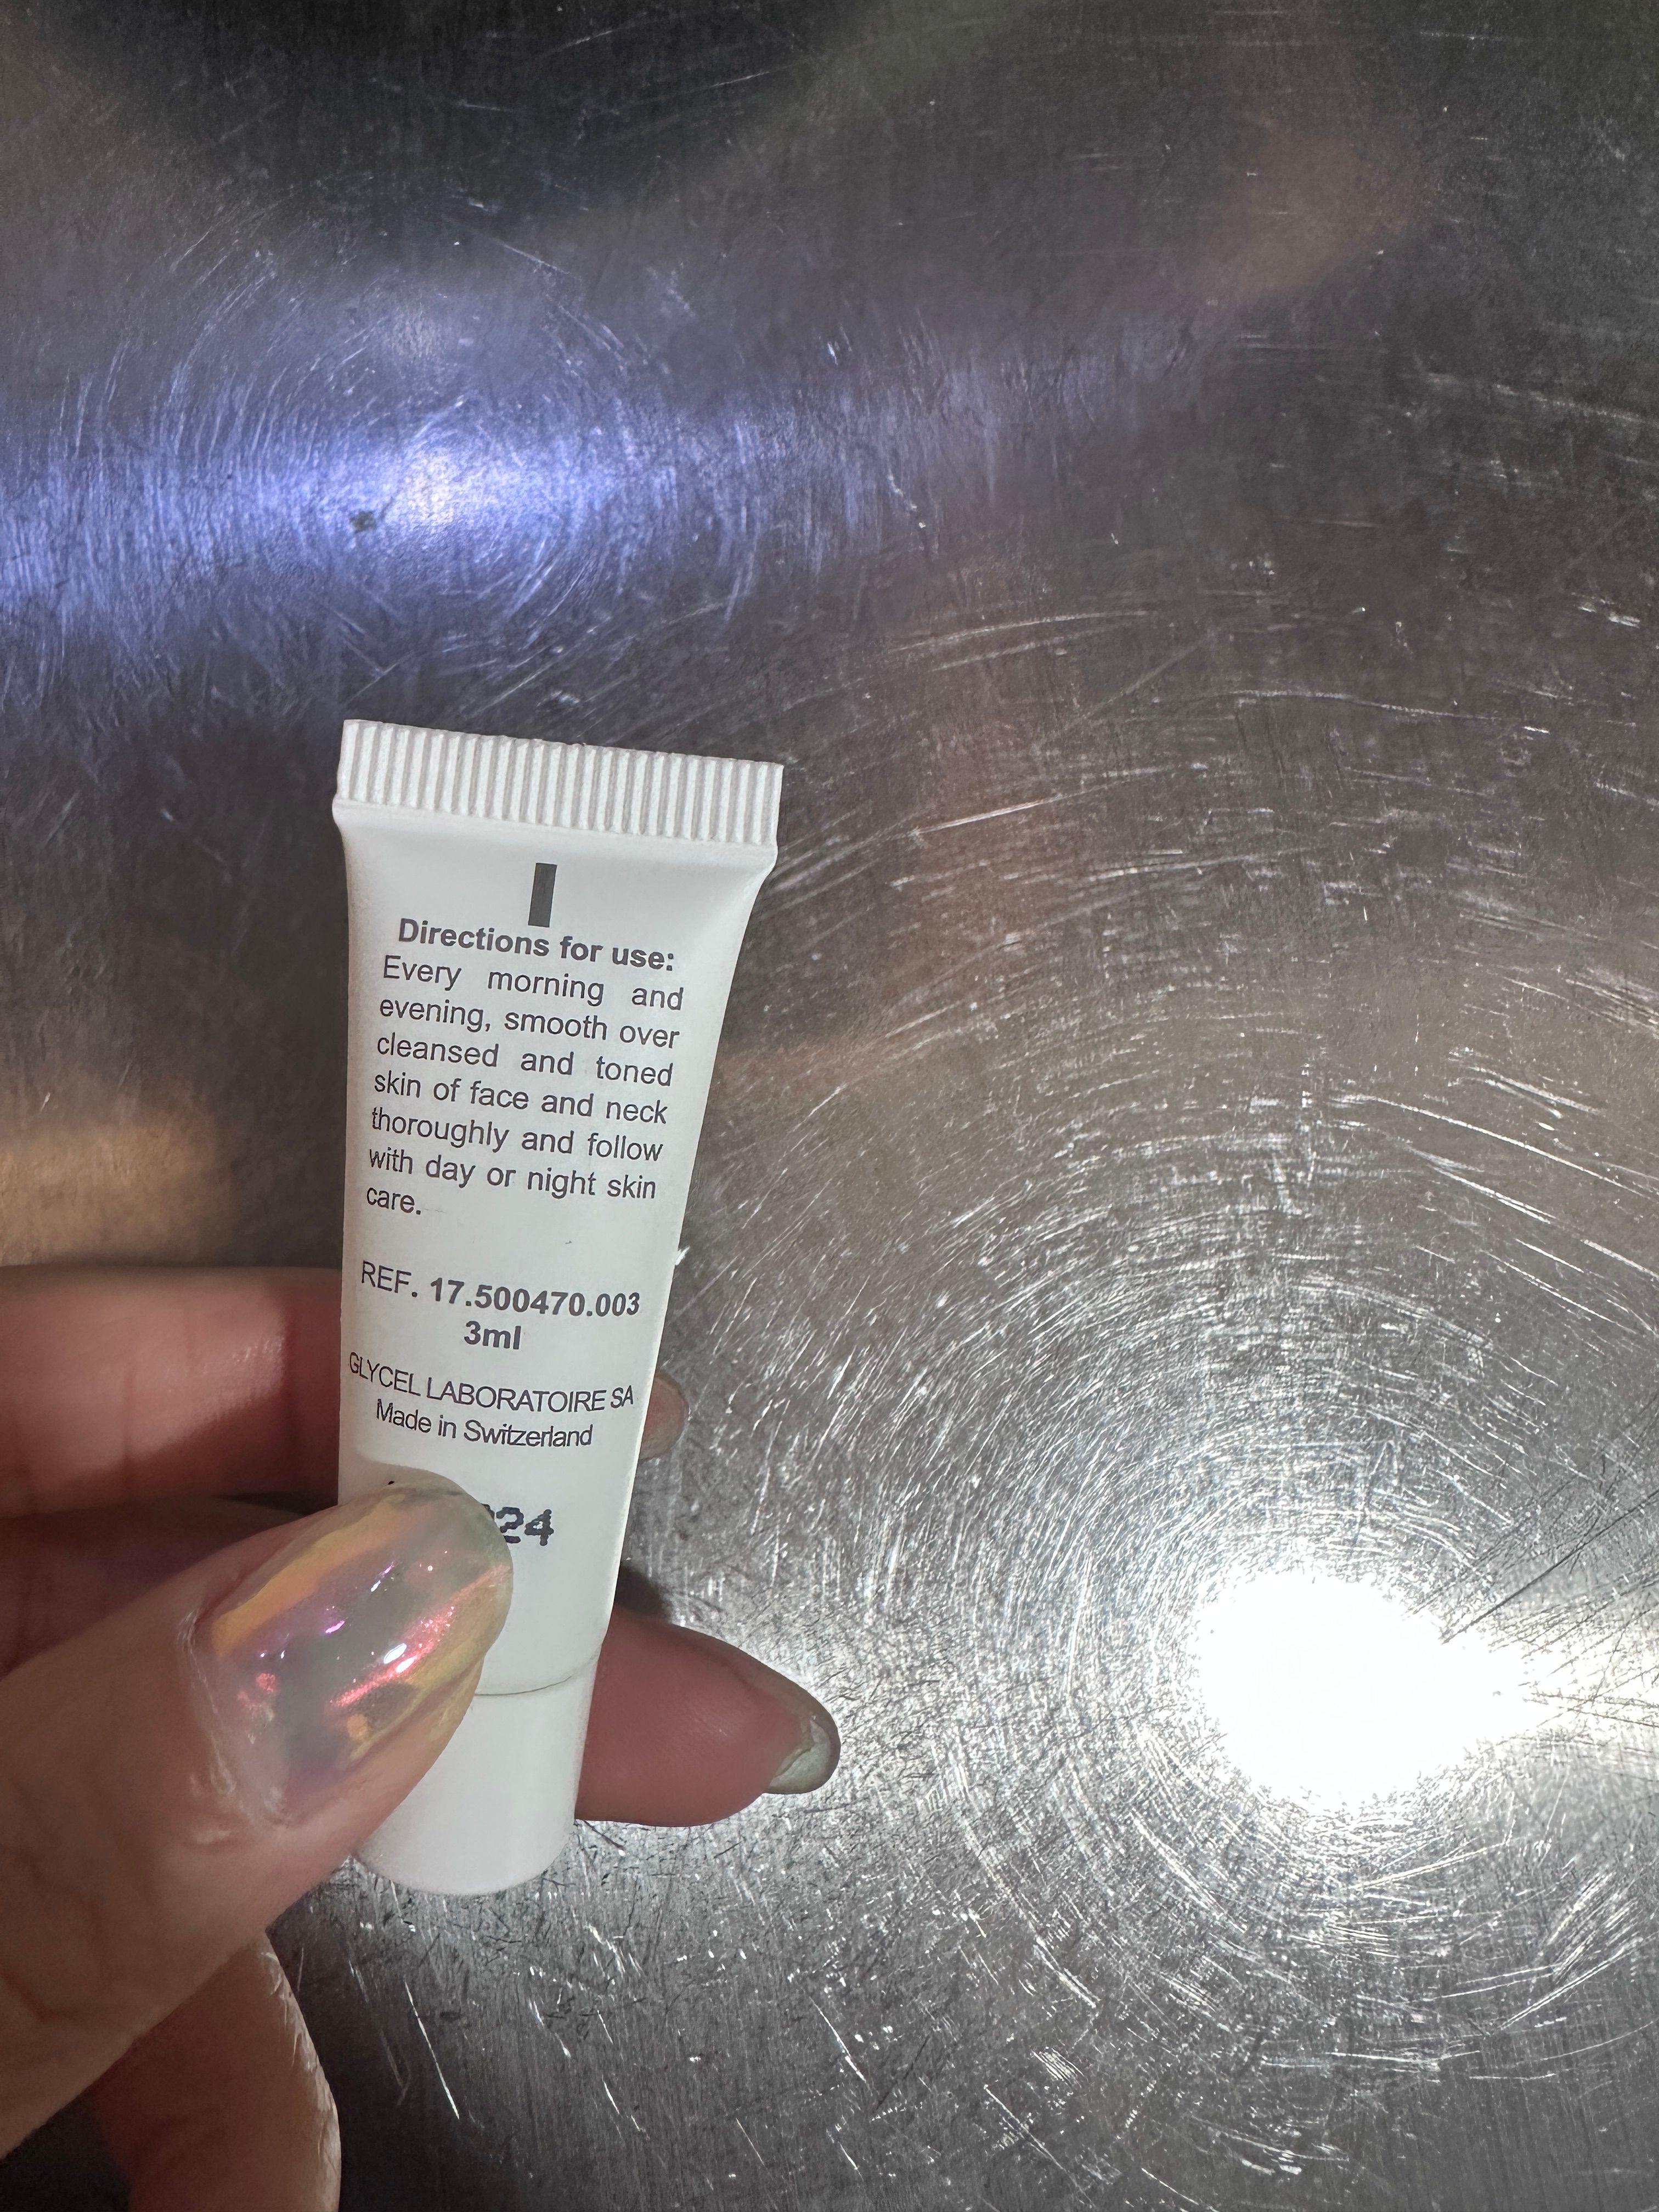 Directions for use:
Every morning and
evening, smooth over
cleansed and toned
skin of face and neck
thoroughly and follow
with day or night skin
care.
REF. 17.500470.003
3ml
GLYCEL LABORATOIRE SA
Made in Switzerland
24